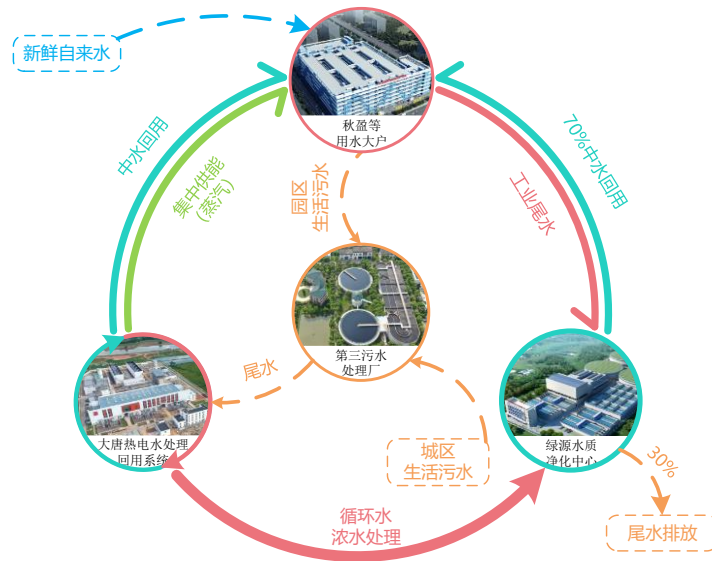 新鲜自来水
秋盈等
用水大户
中水回用
集中供能
(蒸汽)
园区
生活污水
工业尾水
70%中水回用
第三污水
处理厂
尾水
大唐热电水处理
回用系统
城区
生活污水
绿源水质
净化中心
30%
循环水
浓水处理
尾水排放